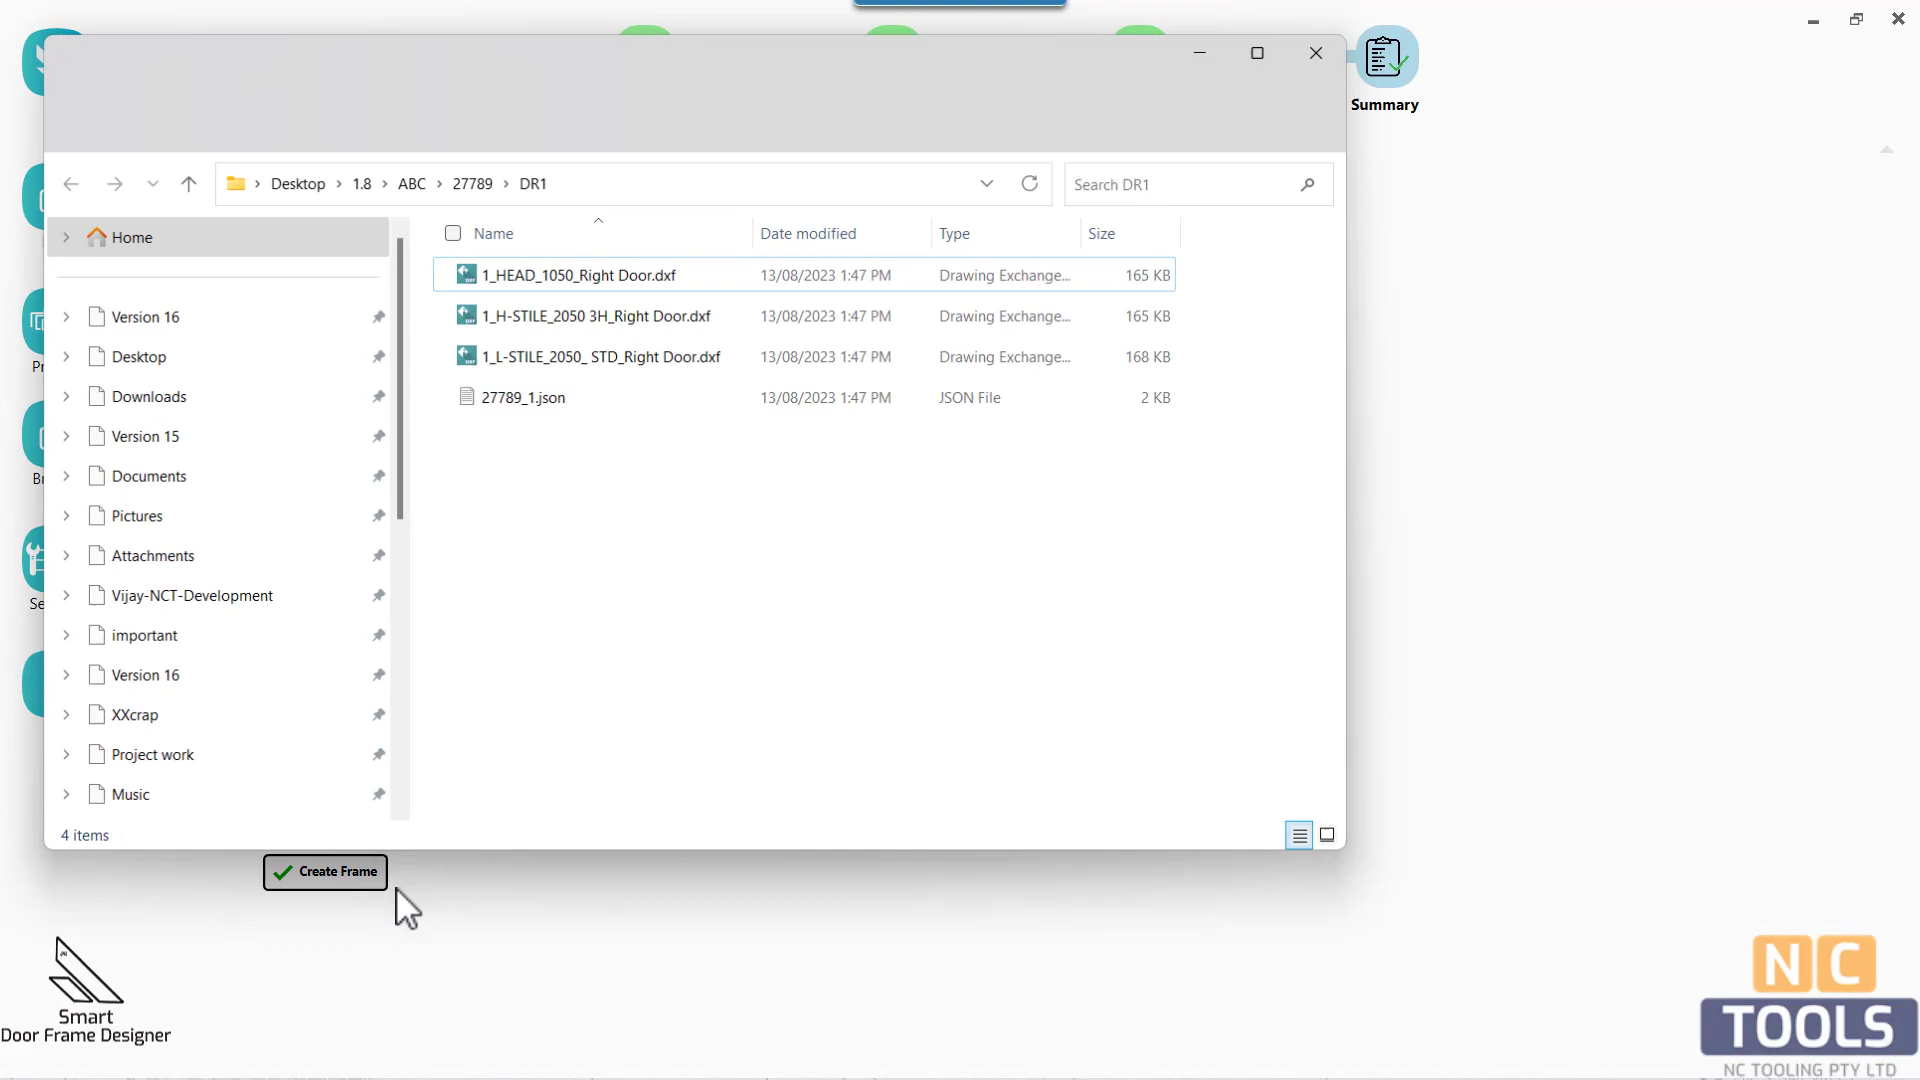 Summary
Desktop > 1.8 > ABC > 27789 > DR1
Search DR1
Home
Version 16
Desktop
Downloads
Version 15
Documents
Pictures
Attachments
Vijay-NCT-Development
important
Version 16
XXcrap
Project work
Music
Name Date modified Type Size
1_HEAD_1050_Right Door.dxf 13/08/2023 1:47 PM Drawing Exchange... 165 KB
1_H-STILE_2050 3H_Right Door.dxf 13/08/2023 1:47 PM Drawing Exchange... 165 KB
1_L-STILE_2050_ STD_Right Door.dxf 13/08/2023 1:47 PM Drawing Exchange... 168 KB
27789_1.json 13/08/2023 1:47 PM JSON File 2 KB
4 items
Pr
Br
Se
Create Frame
Smart
Door Frame Designer
NC
TOOLS
NC TOOLING PTY LTD